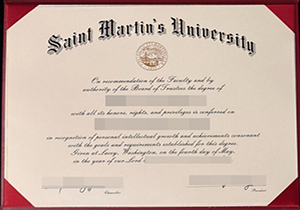 Saint Martin's University
On recommendation of the Faculty and by
authority of the Board of Trustees the degree of
with all its honors, rights, and privileges is conferred on
in recognition of personal intellectual growth and achievements consonant
with the goals and requirements established for this degree.
Given at Lacey, Washington, on the fourth day of May,
in the year of our Lord
Chancellor
President